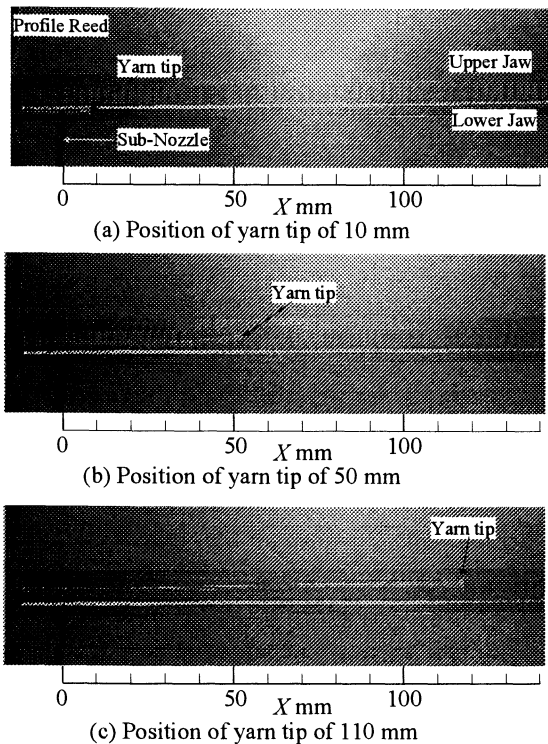 Profile Reed
Yarn tip
Upper Jaw
Lower Jaw
Sub-Nozzle
0 50 100
X mm
(a) Position of yarn tip of 10 mm
Yarn tip
0 50 100
X mm
(b) Position of yarn tip of 50 mm
Yarn tip
0 50 100
X mm
(c) Position of yarn tip of 110 mm